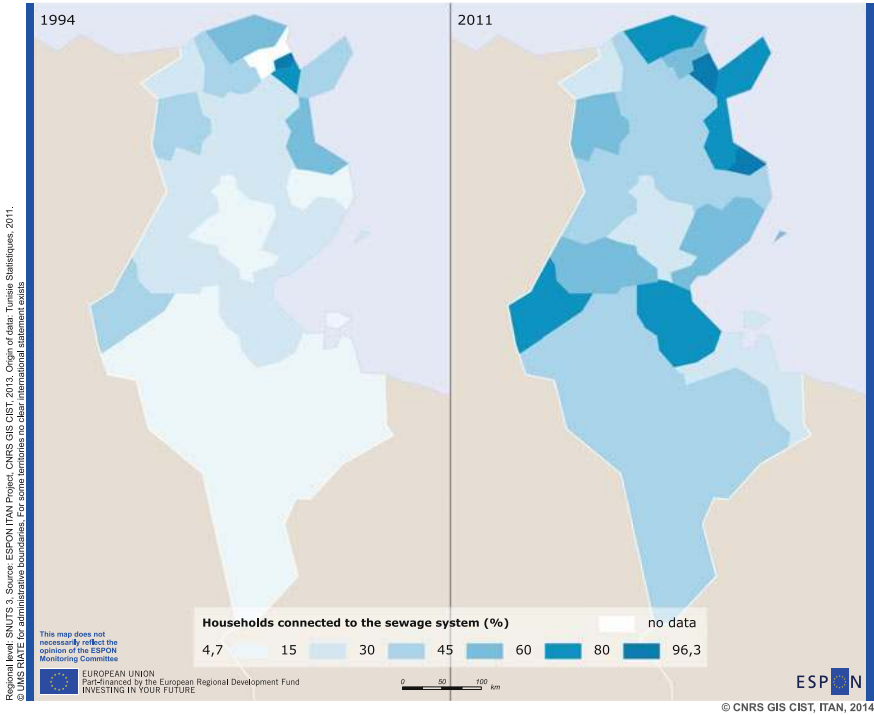 1994
2011
Regional level: SNUTS 3, Source: ESPON ITAN Project, CNRS GIS CIST, 2013. Origin of data: Tunisie Statistiques, 2011.
© UMS RIATE for administrative boundaries, For some territories no clear international statement exists
Households connected to the sewage system (%)
no data
4,7 15 30 45 60 80 96,3
This map does not
necessarily reflect the
opinion of the ESPON
Monitoring Committee
EUROPEAN UNION
Part-financed by the European Regional Development Fund
INVESTING IN YOUR FUTURE
0 50 100
km
ESPON
© CNRS GIS CIST, ITAN, 2014